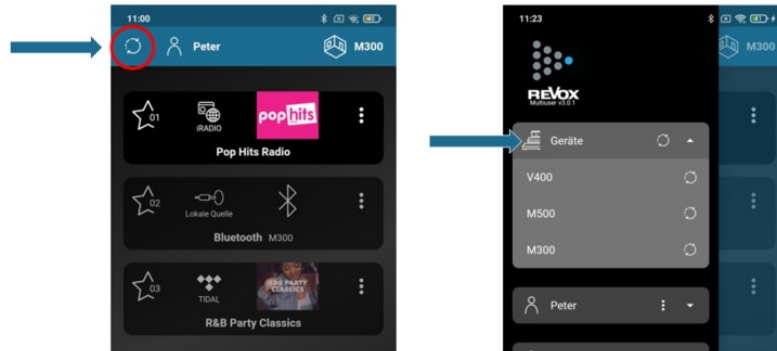 11:00
Peter
M300
01
iRADIO
pop hits
Pop Hits Radio
02
Lokale Quelle
Bluetooth M300
03
TIDAL
R&B PARTY
CLASSICS
R&B Party Classics
11:23
M300
REVOX
Multiuser v3.0.1
Geräte
V400
M500
M300
Peter